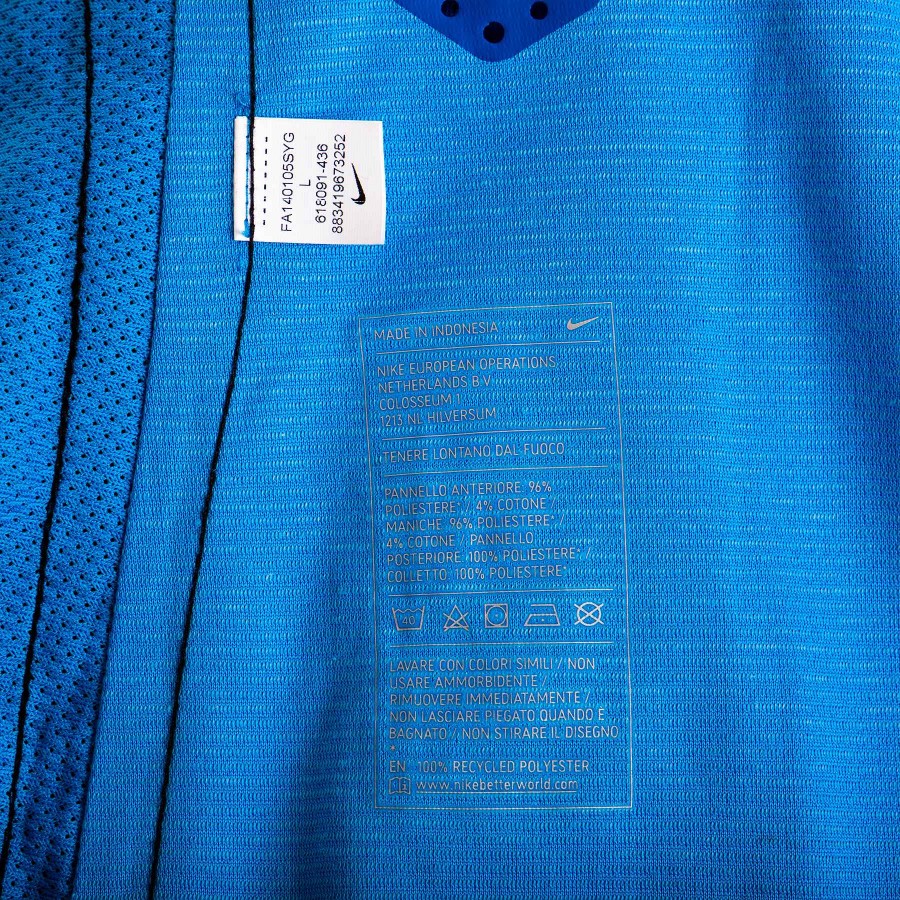 FA140105SYG
L
618091-436
883419673252
MADE IN INDONESIA
NIKE EUROPEAN OPERATIONS
NETHERLANDS B.V.
COLOSSEUM 1
1213 NL HILVERSUM
TENERE LONTANO DAL FUOCO
PANNELLO ANTERIORE: 96%
POLIESTERE* / 4% COTONE /
MANICHE: 96% POLIESTERE* /
4% COTONE / PANNELLO
POSTERIORE: 100% POLIESTERE* /
COLLETTO: 100% POLIESTERE*
40
LAVARE CON COLORI SIMILI / NON
USARE AMMORBIDENTE /
RIMUOVERE IMMEDIATAMENTE /
NON LASCIARE PIEGATO QUANDO E'
BAGNATO / NON STIRARE IL DISEGNO
*
EN: 100% RECYCLED POLYESTER
www.nikebetterworld.com